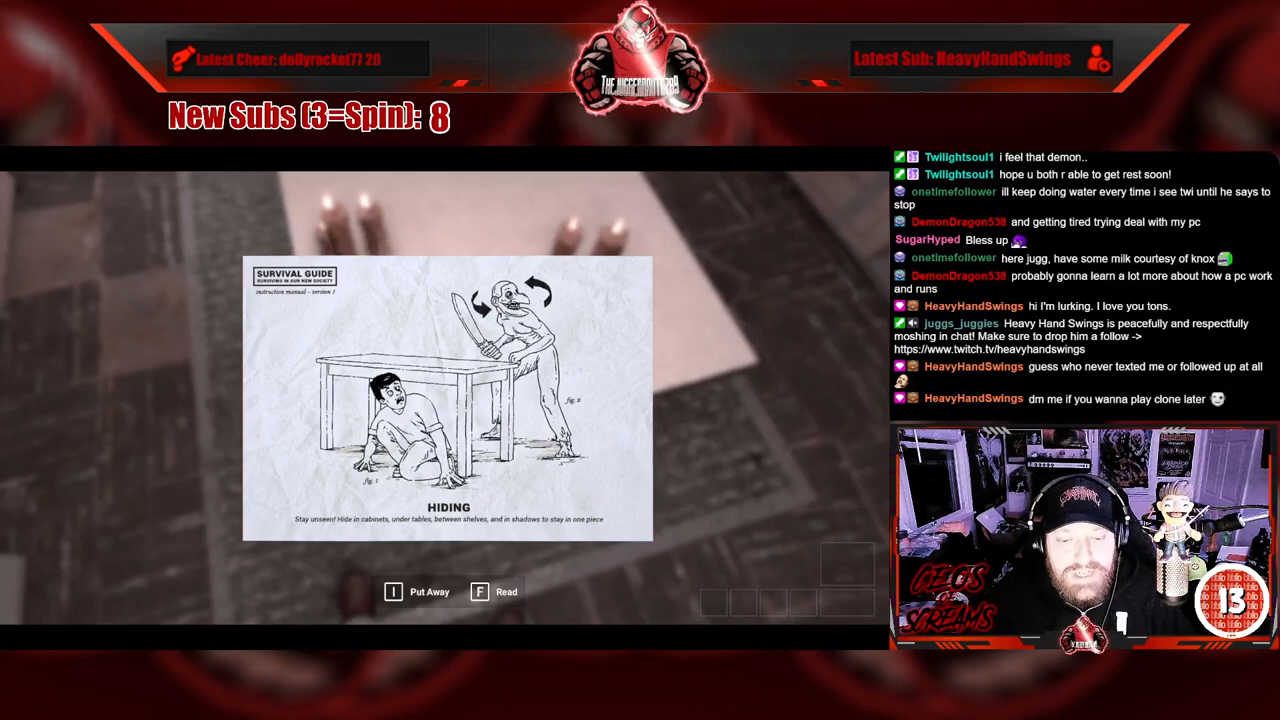 Latest Cheer: dollyrocket77 20
THEJUGGERNAUT6209
Latest Sub: HeavyHandSwings
New Subs (3=Spin): 8
Twilightsoul1 i feel that demon..
Twilightsoul1 hope u both r able to get rest soon!
onetimefollower ill keep doing water every time i see twi until he says to
stop
DemonDragon538 and getting tired trying deal with my pc
SugarHyped Bless up
onetimefollower here jugg, have some milk courtesy of knox
DemonDragon538 probably gonna learn a lot more about how a pc work
and runs
HeavyHandSwings hi I'm lurking. I love you tons.
juggs_juggies Heavy Hand Swings is peacefully and respectfully
moshing in chat! Make sure to drop him a follow ->
https://www.twitch.tv/heavyhandswings
HeavyHandSwings guess who never texted me or followed up at all
HeavyHandSwings dm me if you wanna play clone later
SURVIVAL GUIDE
SURVIVING IN OUR NEW SOCIETY
instruction manual - version 1
fig. 2
fig. 1
HIDING
Stay unseen! Hide in cabinets, under tables, between shelves, and in shadows to stay in one piece
I Put Away F Read
SCREAMS
13